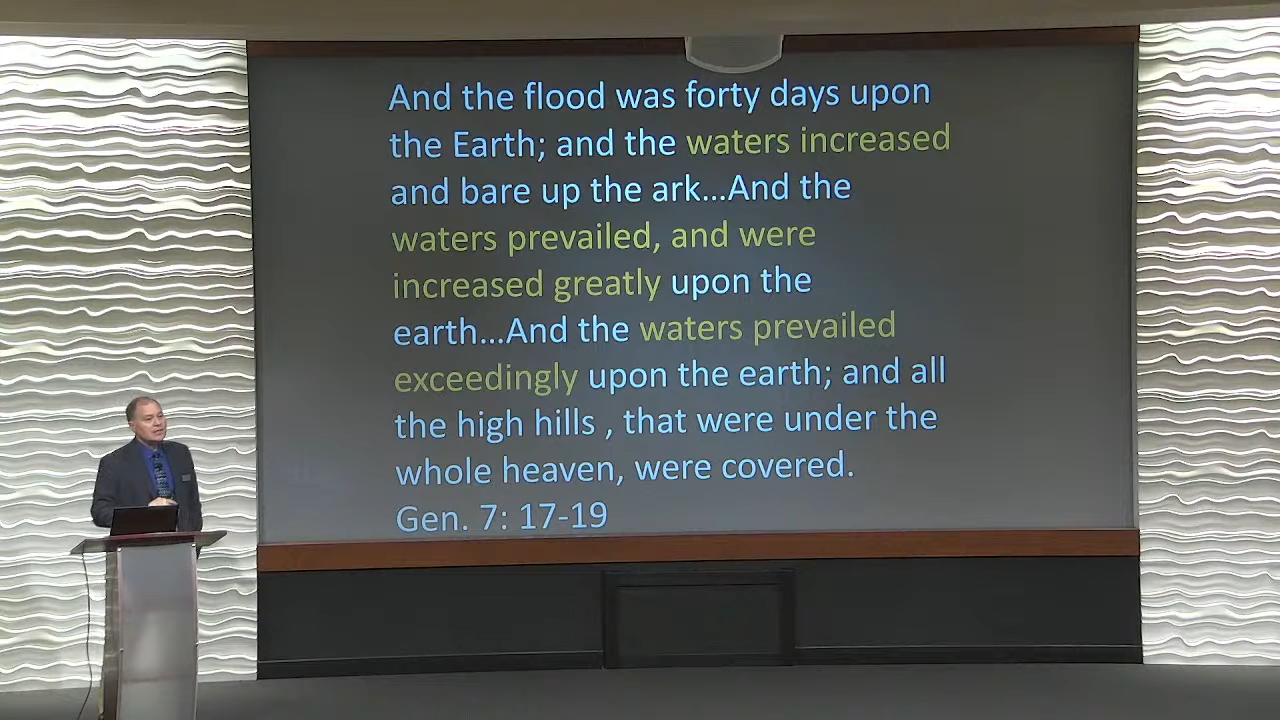 And the flood was forty days upon
the Earth; and the waters increased
and bare up the ark...And the
waters prevailed, and were
increased greatly upon the
earth...And the waters prevailed
exceedingly upon the earth; and all
the high hills , that were under the
whole heaven, were covered.
Gen. 7: 17-19